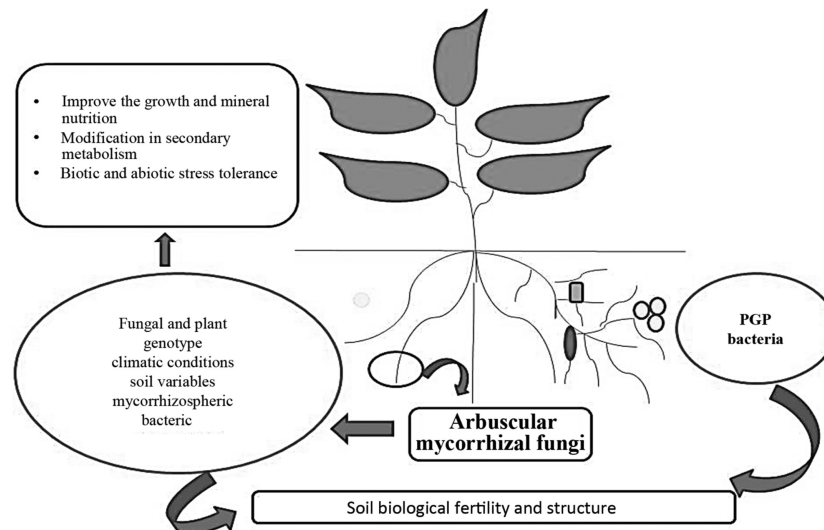 • Improve the growth and mineral
nutrition
• Modification in secondary
metabolism
• Biotic and abiotic stress tolerance
Fungal and plant
genotype
climatic conditions
soil variables
mycorrhizospheric
bacteric
PGP
bacteria
Arbuscular
mycorrhizal fungi
Soil biological fertility and structure